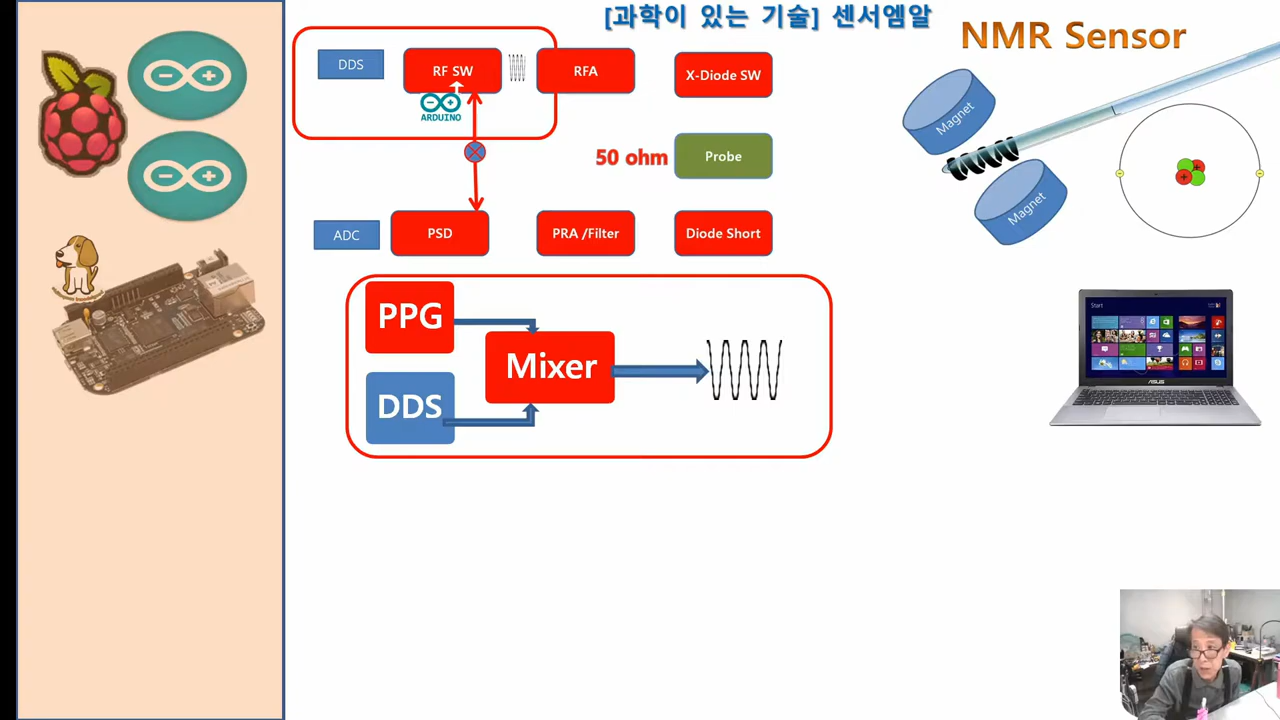 [과학이 있는 기술] 센서엠알
NMR Sensor
DDS
RF SW
RFA
X-Diode SW
ARDUINO
Magnet
50 ohm
Probe
Magnet
ADC
PSD
PRA /Filter
Diode Short
PPG
Mixer
DDS
Start
ASUS